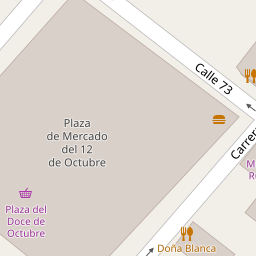 Calle 73
Plaza
de Mercado
del 12
de Octubre
Plaza del
Doce de
Octubre
Doña Blanca